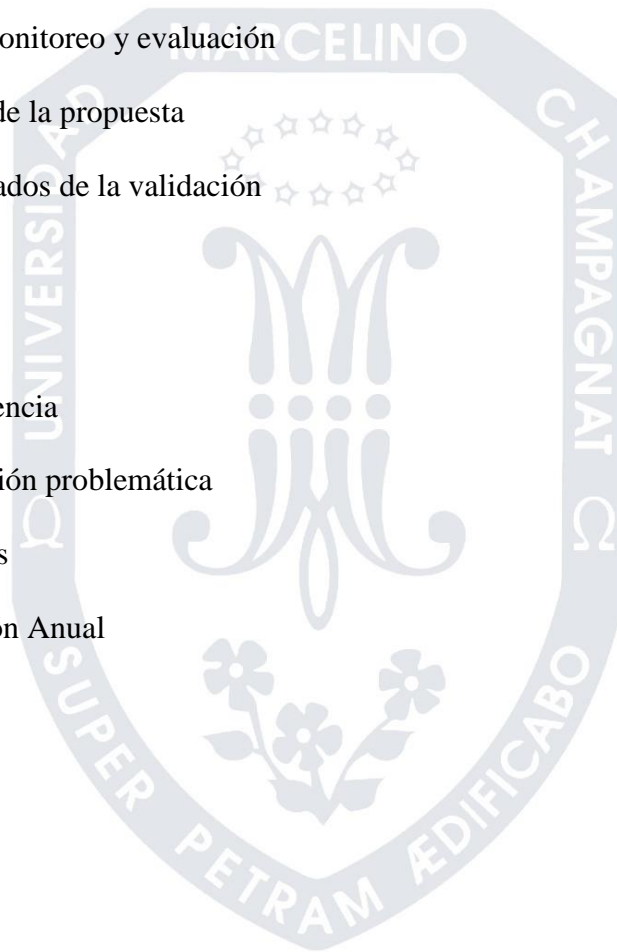 onitoreo y evaluación
de la propuesta
ados de la validación
encia
ión problemática
s
ón Anual
UNIVERSIDAD MARCELINO CHAMPAGNAT
Ω Ω
SUPER PETRAM ÆDIFICABO